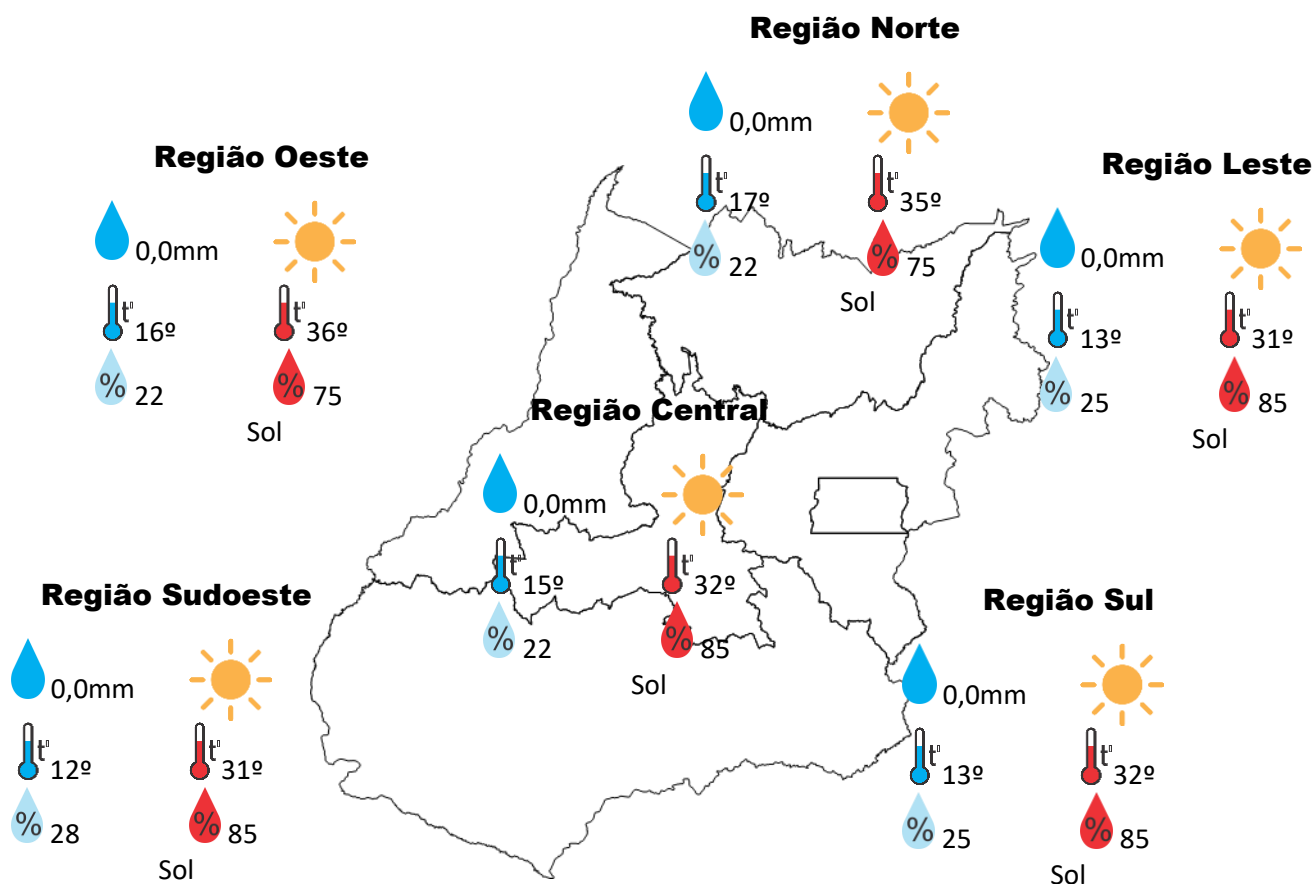 Região Norte
0,0mm
t°
17º
t°
35º
%
22
%
75
Sol
Região Oeste
0,0mm
t°
16º
t°
36º
%
22
%
75
Sol
Região Leste
0,0mm
t°
13º
t°
31º
%
25
%
85
Sol
Região Central
0,0mm
t°
15º
t°
32º
%
22
%
85
Sol
Região Sudoeste
0,0mm
t°
12º
t°
31º
%
28
%
85
Sol
Região Sul
0,0mm
t°
13º
t°
32º
%
25
%
85
Sol